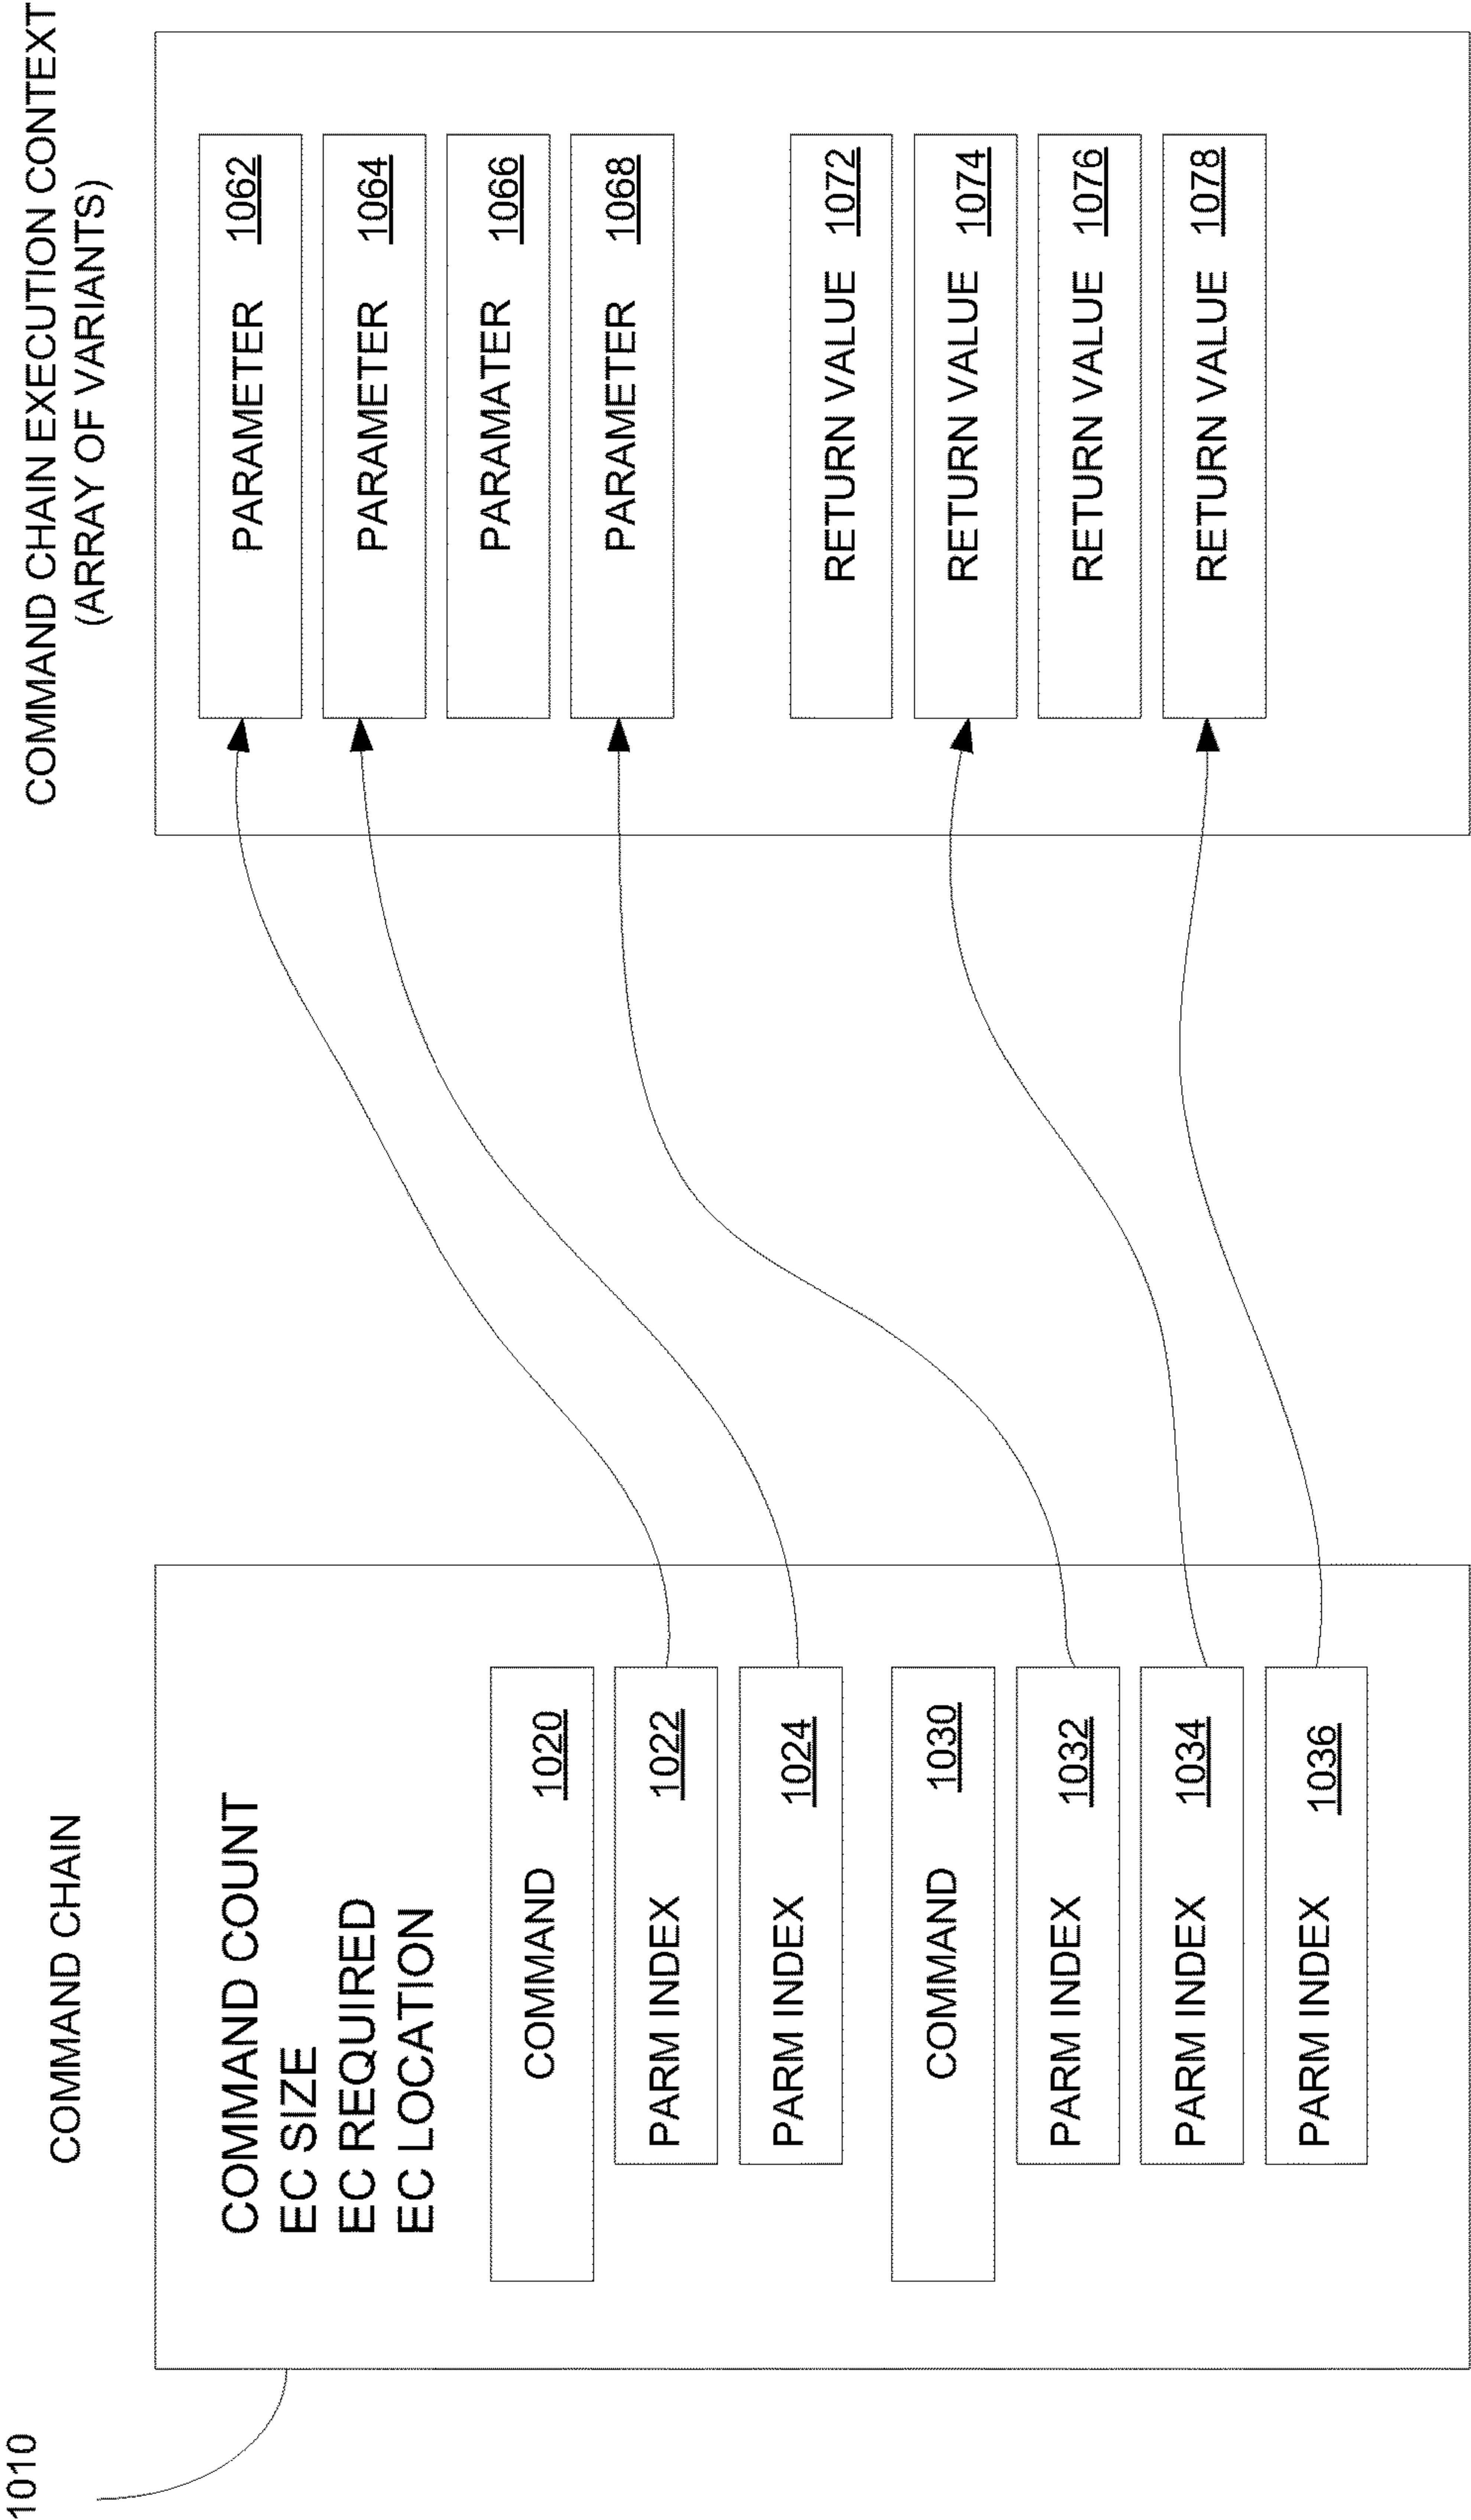 1010
COMMAND CHAIN
COMMAND COUNT
EC SIZE
EC REQUIRED
EC LOCATION
COMMAND 1020
PARM INDEX 1022
PARM INDEX 1024
COMMAND 1030
PARM INDEX 1032
PARM INDEX 1034
PARM INDEX 1036
COMMAND CHAIN EXECUTION CONTEXT
(ARRAY OF VARIANTS)
PARAMETER 1062
PARAMETER 1064
PARAMATER 1066
PARAMETER 1068
RETURN VALUE 1072
RETURN VALUE 1074
RETURN VALUE 1076
RETURN VALUE 1078